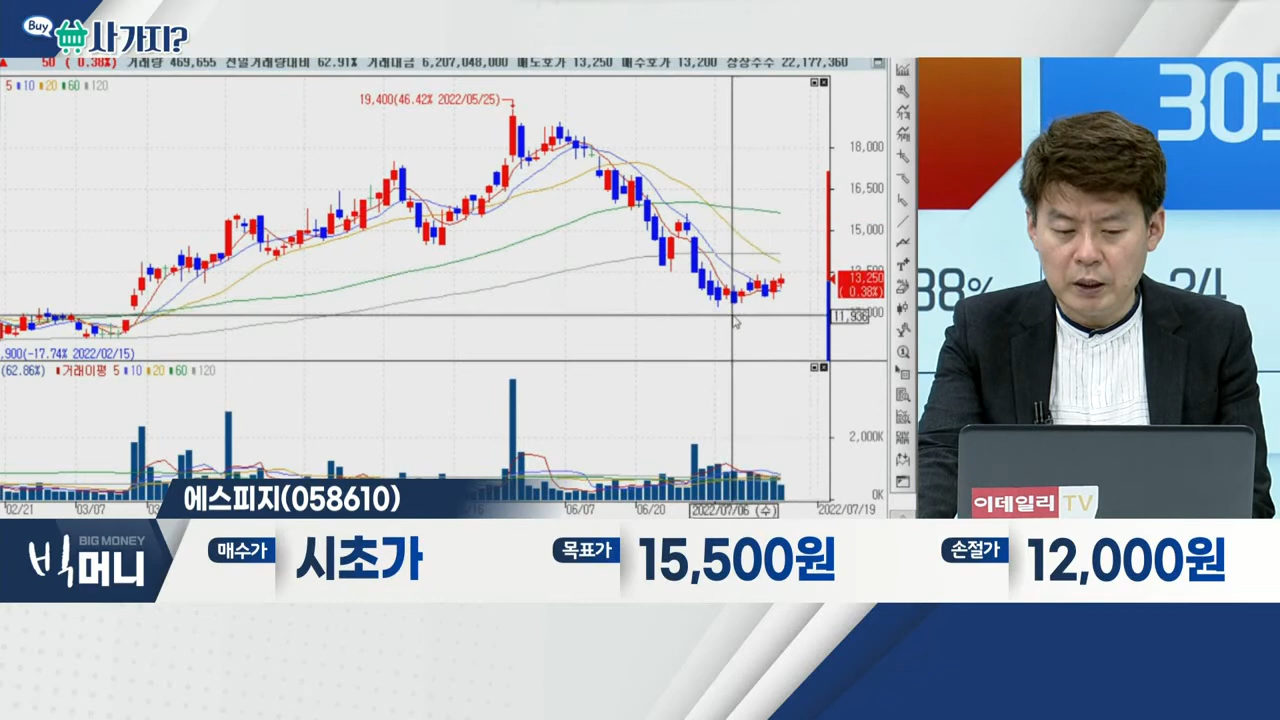 Buy
사가지?
50 ( 0.38%) 거래량 469,655 전일거래량대비 62.91% 거래대금 6,207,048,000 매도호가 13,250 매수호가 13,200 상장주수 22,177,360
5 10 20 60 120
19,400(46.42% 2022/05/25)
18,000
16,500
15,000
13,250
( 0.38%)
11,936
,900(-17.74% 2022/02/15)
(62.86%) 거래이평 5 10 20 60 120
2,000K
0K
02/21 03/07 06/07 06/20 2022/07/06 (수) 2022/07/19
305
38%
이데일리 TV
에스피지(058610)
BIG MONEY
빅머니
매수가 시초가 목표가 15,500원 손절가 12,000원